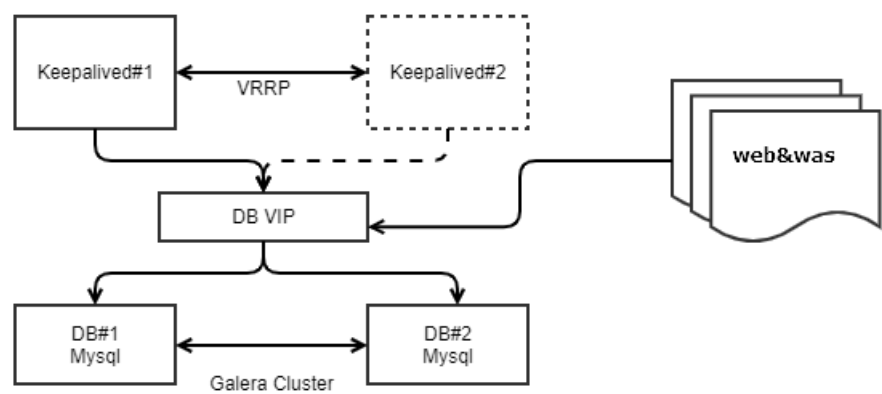 Keepalived#1
Keepalived#2
VRRP
web&was
DB VIP
DB#1
Mysql
DB#2
Mysql
Galera Cluster